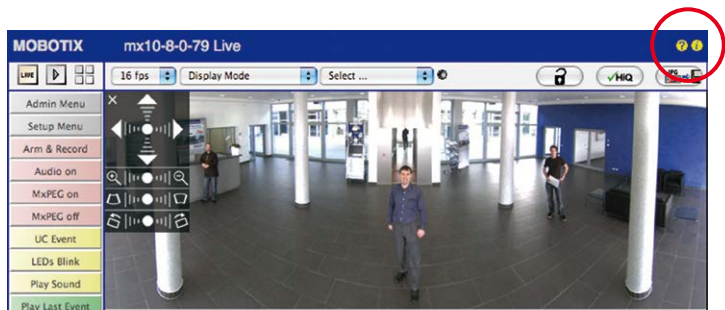 MOBOTIX mx10-8-0-79 Live ? i
LIVE 16 fps Display Mode Select ... HiQ
Admin Menu
Setup Menu
Arm & Record
Audio on
MxPEG on
MxPEG off
UC Event
LEDs Blink
Play Sound
Play Last Event